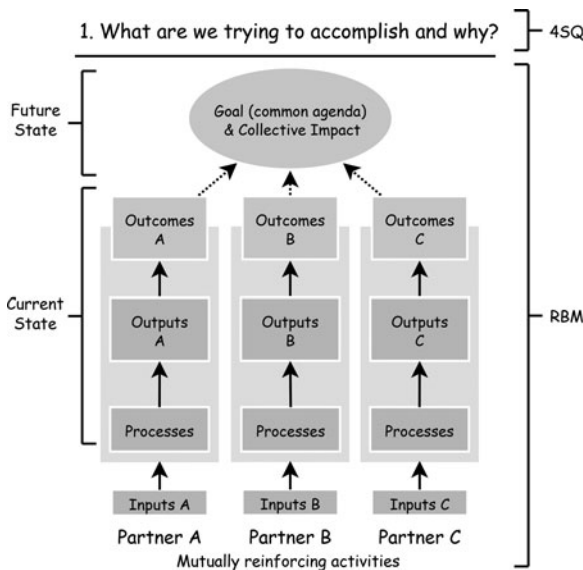 1. What are we trying to accomplish and why?
4SQ
Future
State
Goal (common agenda)
& Collective Impact
Outcomes
A
Outcomes
B
Outcomes
C
Current
State
Outputs
A
Outputs
B
Outputs
C
RBM
Processes
Processes
Processes
Inputs A
Inputs B
Inputs C
Partner A
Partner B
Partner C
Mutually reinforcing activities